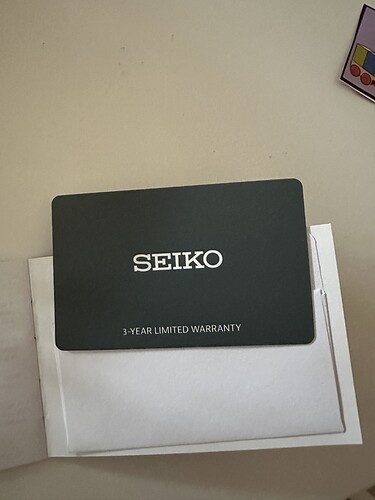 SEIKO
3-YEAR LIMITED WARRANTY